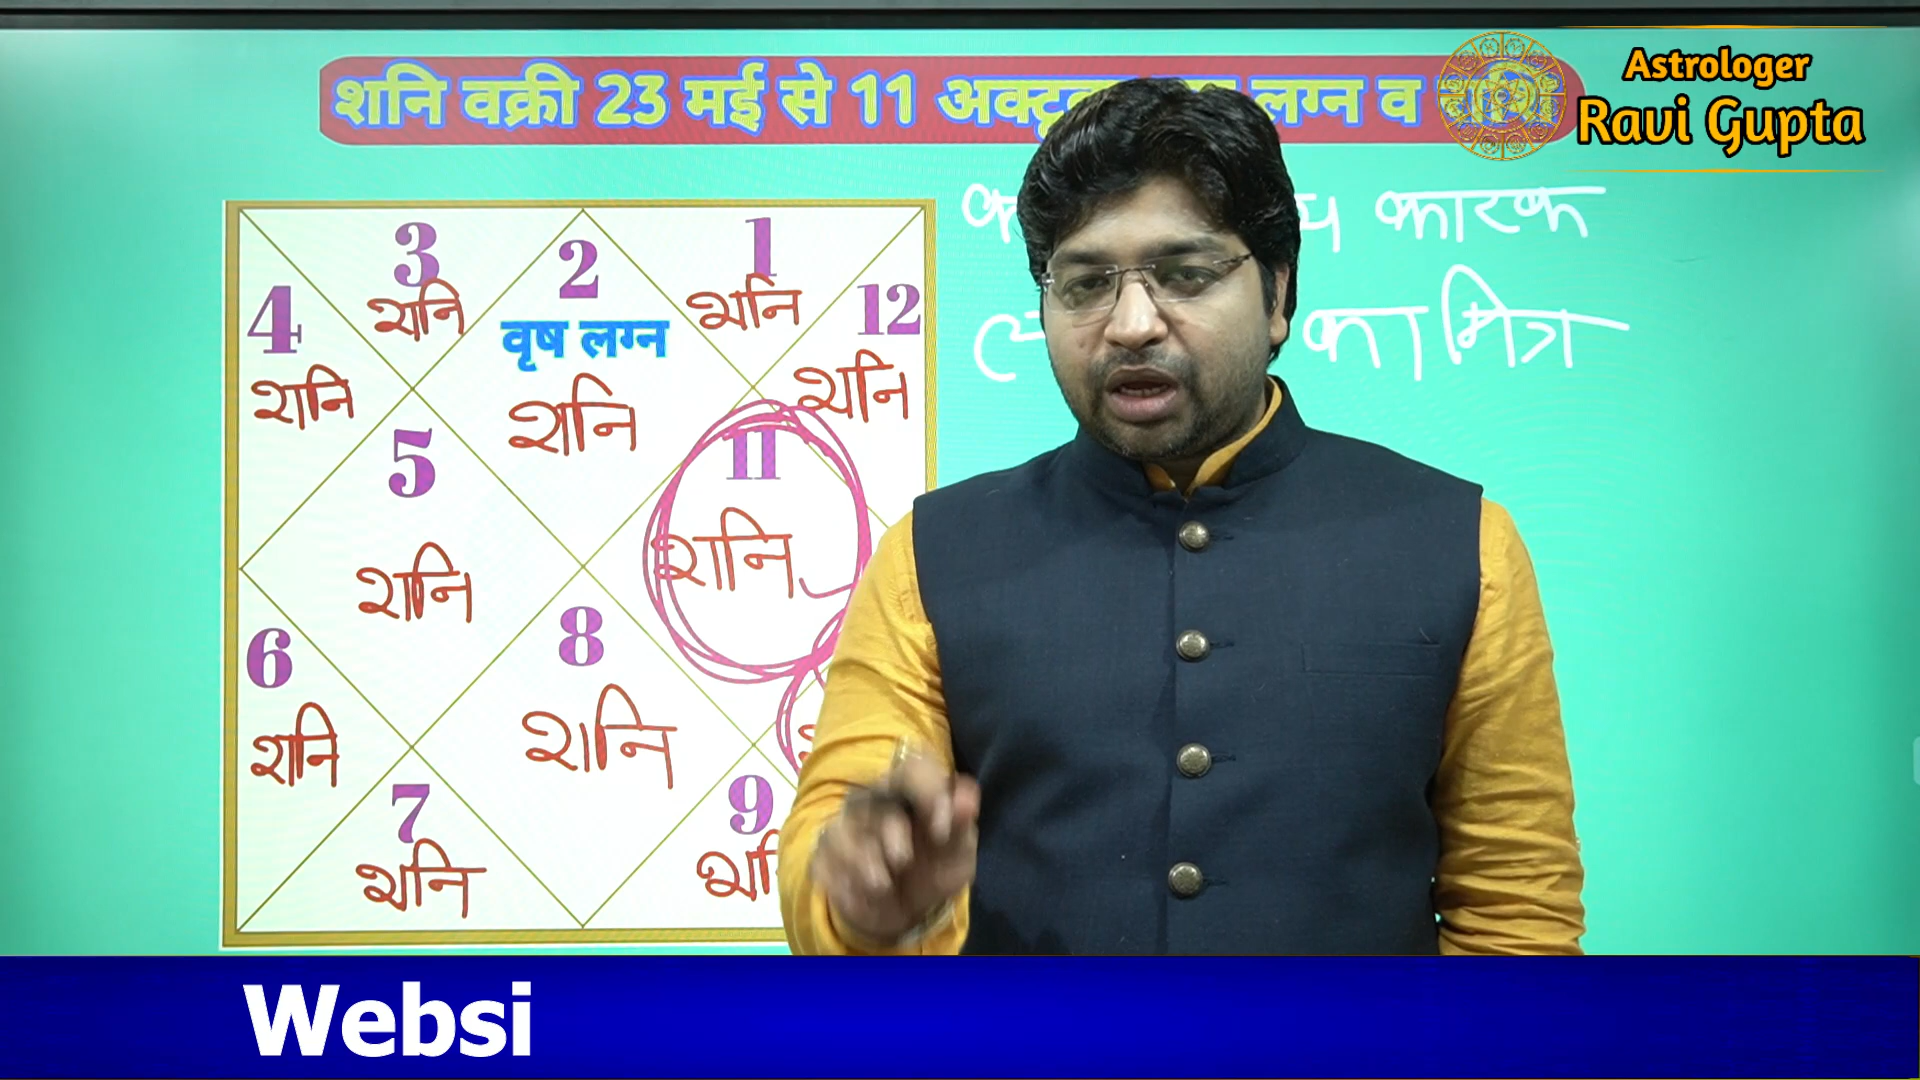 शनि वक्री 23 मई से 11 लग्न व
Astrologer
Ravi Gupta
कारक
का मित्र
3
2
1
4
शनि
शनि
12
वृष लग्न
शनि
शनि
शनि
5
11
शनि
शनि
6
8
शनि
शनि
7
9
शनि
Websi